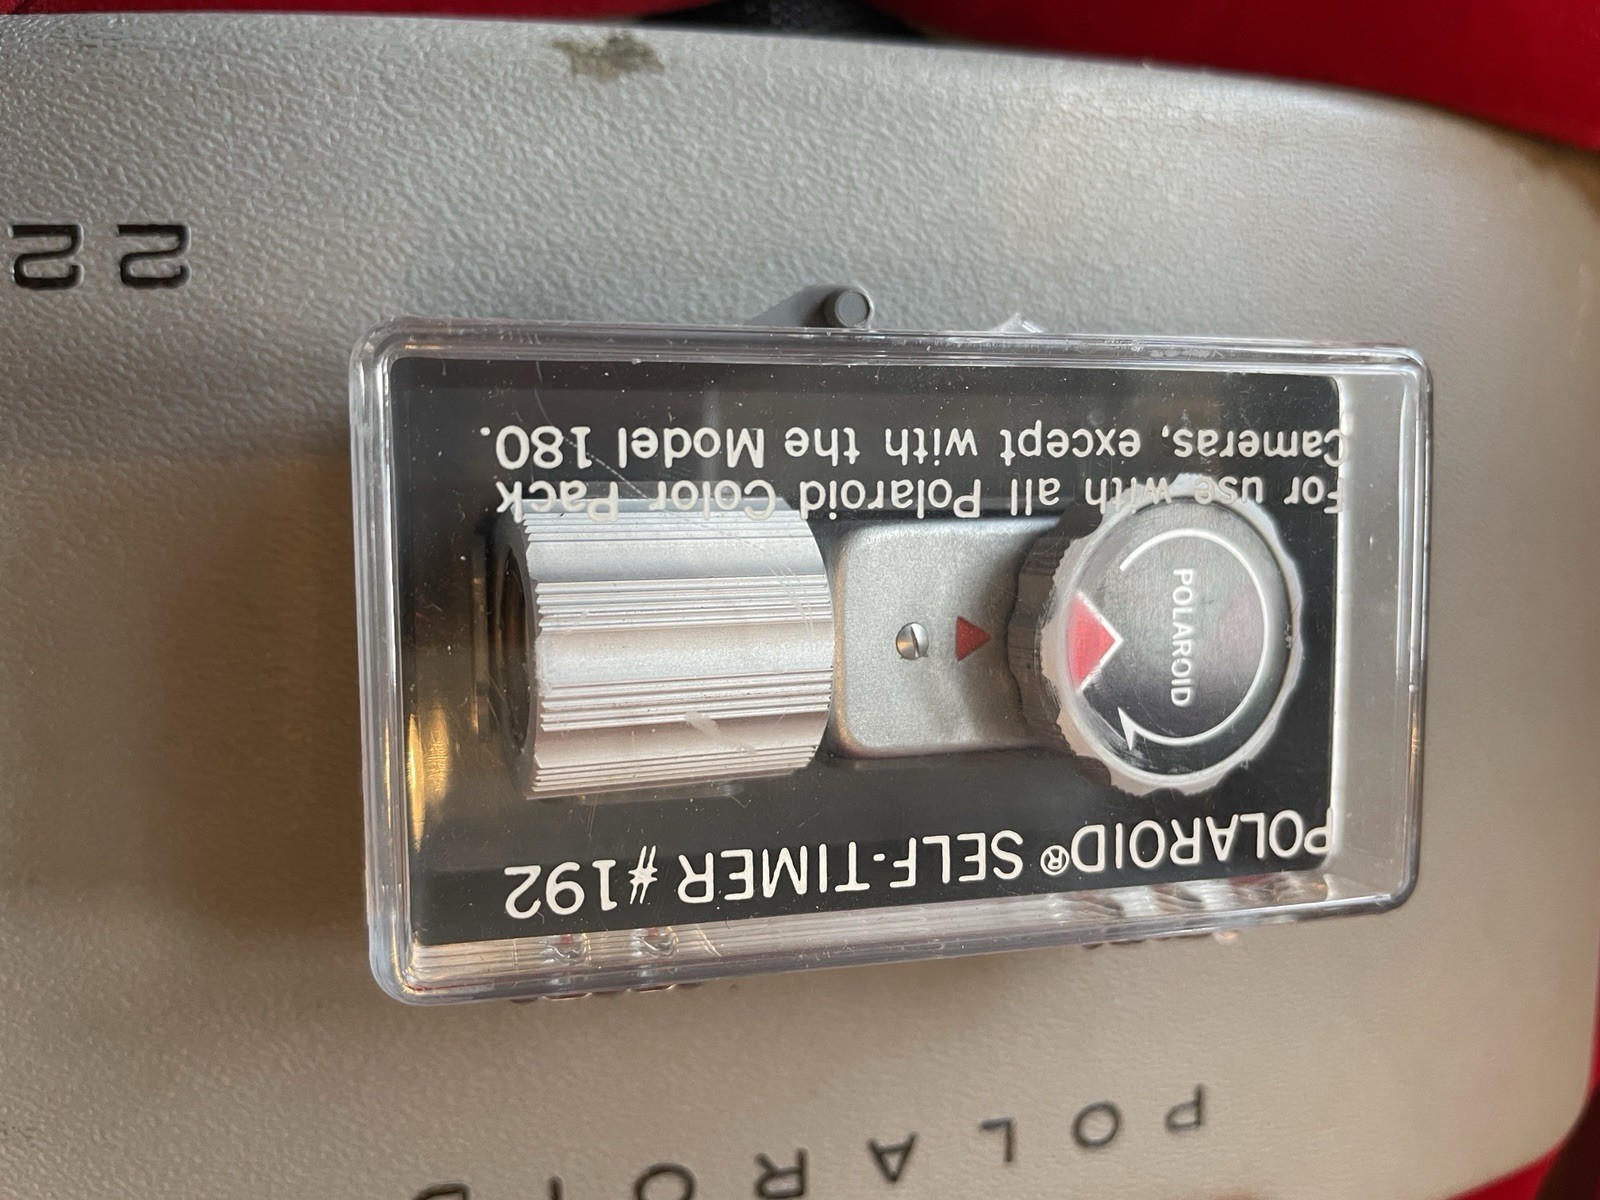 POLAROID
POLAROID® SELF-TIMER #192
POLAROID
For use with all Polaroid Color Pack
Cameras, except with the Model 180.
22